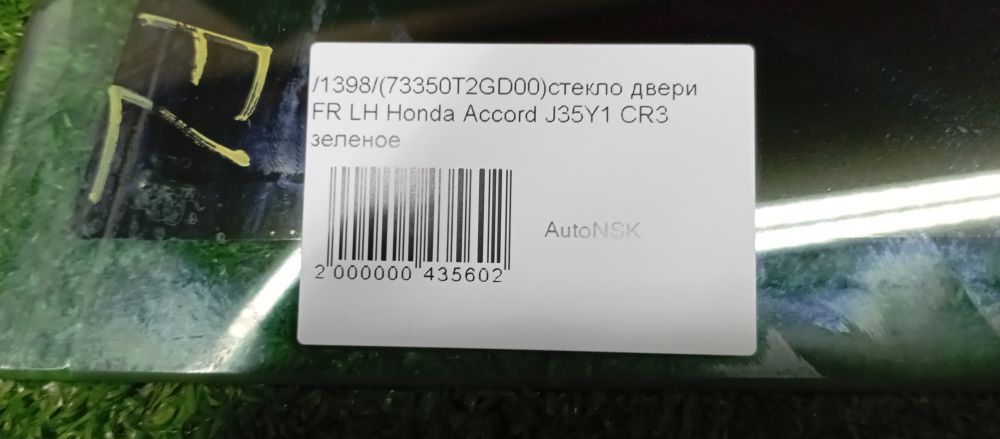 /1398/(73350T2GD00)стекло двери
FR LH Honda Accord J35Y1 CR3
зеленое
2 000000 435602
AutoNSK